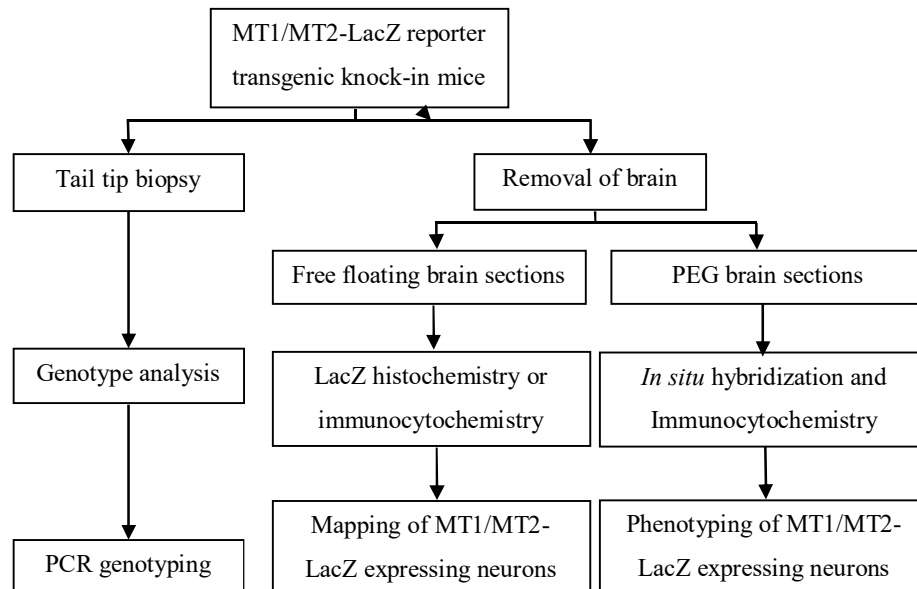 MT1/MT2-LacZ reporter
transgenic knock-in mice
Tail tip biopsy
Removal of brain
Free floating brain sections
PEG brain sections
Genotype analysis
LacZ histochemistry or
immunocytochemistry
In situ hybridization and
Immunocytochemistry
PCR genotyping
Mapping of MT1/MT2-
LacZ expressing neurons
Phenotyping of MT1/MT2-
LacZ expressing neurons